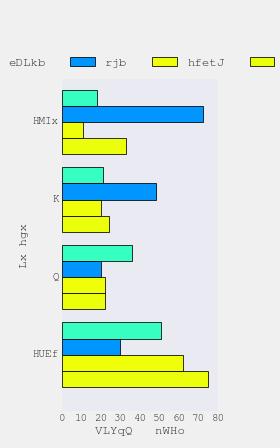 eDLkb rjb hfetJ
HMIx
K
Q
HUEf
Lx hgx
0 10 20 30 40 50 60 70 80
VLYqQ nWHo